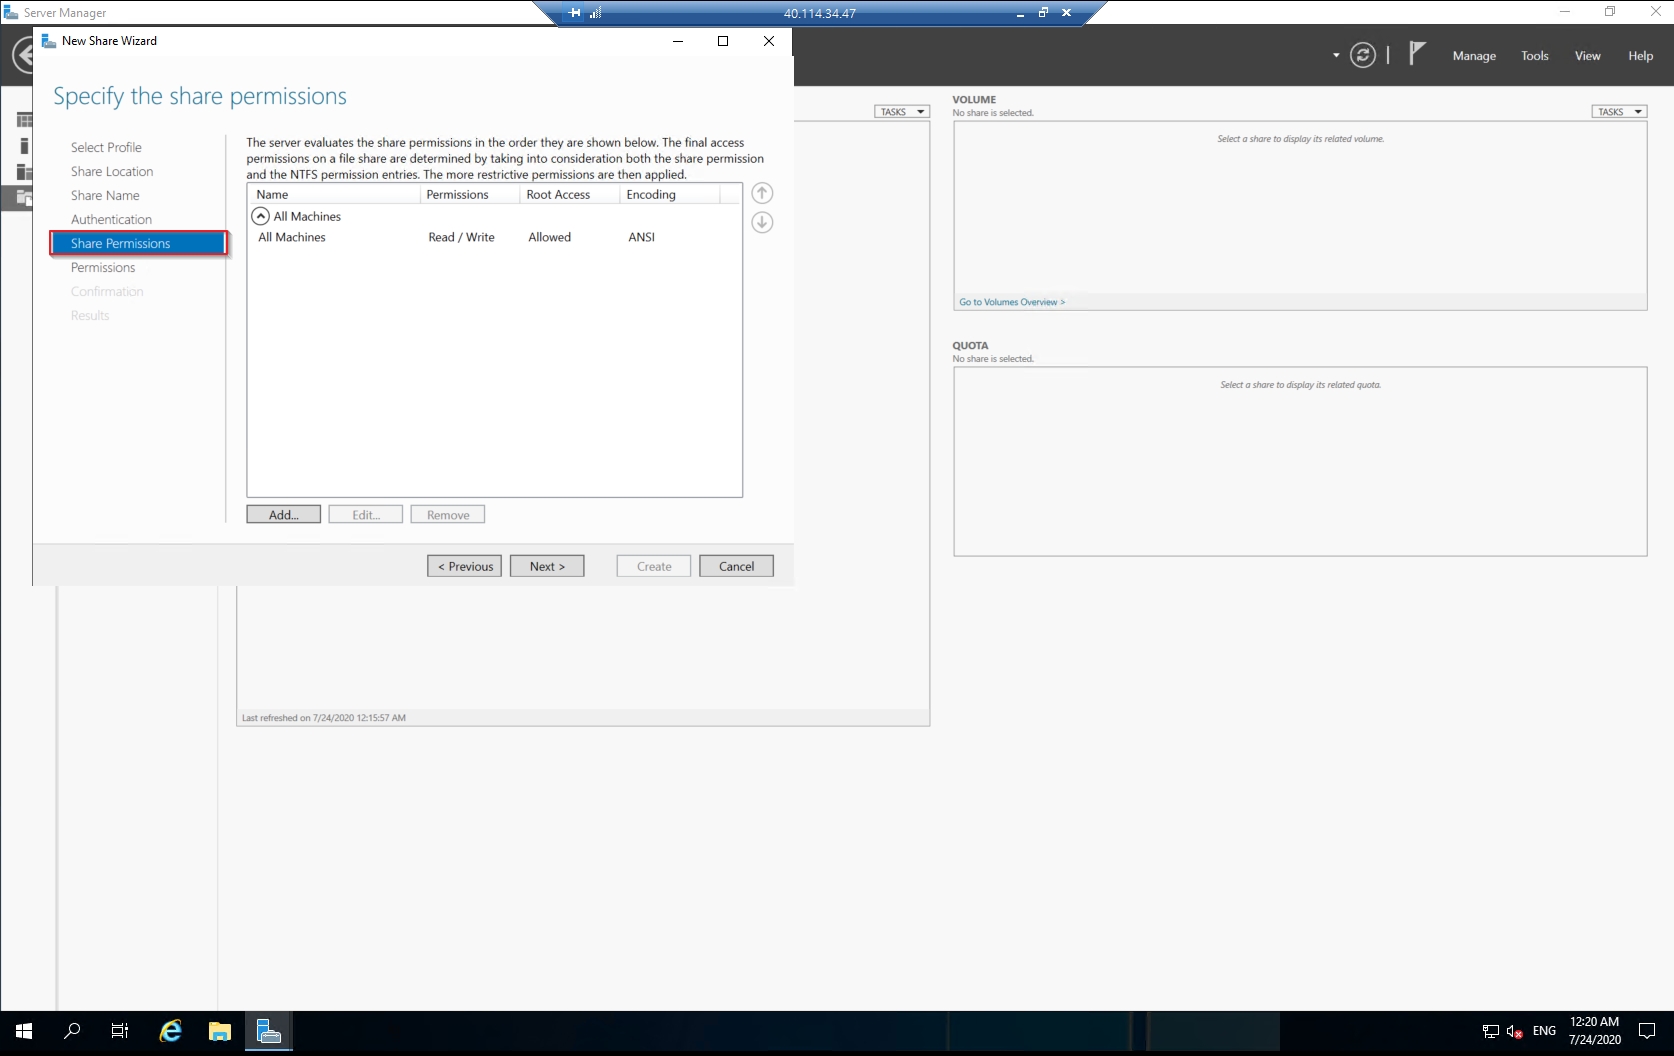 Server Manager
40.114.34.47
New Share Wizard
Manage
Tools
View
Help
Specify the share permissions
Select Profile
Share Location
Share Name
Authentication
Share Permissions
Permissions
Confirmation
Results
The server evaluates the share permissions in the order they are shown below. The final access
permissions on a file share are determined by taking into consideration both the share permission
and the NTFS permission entries. The more restrictive permissions are then applied.
Name Permissions Root Access Encoding
All Machines
All Machines Read / Write Allowed ANSI
Add... Edit... Remove
< Previous Next > Create Cancel
TASKS
VOLUME
No share is selected.
TASKS
Select a share to display its related volume.
Go to Volumes Overview >
QUOTA
No share is selected.
Select a share to display its related quota.
Last refreshed on 7/24/2020 12:15:57 AM
ENG
12:20 AM
7/24/2020